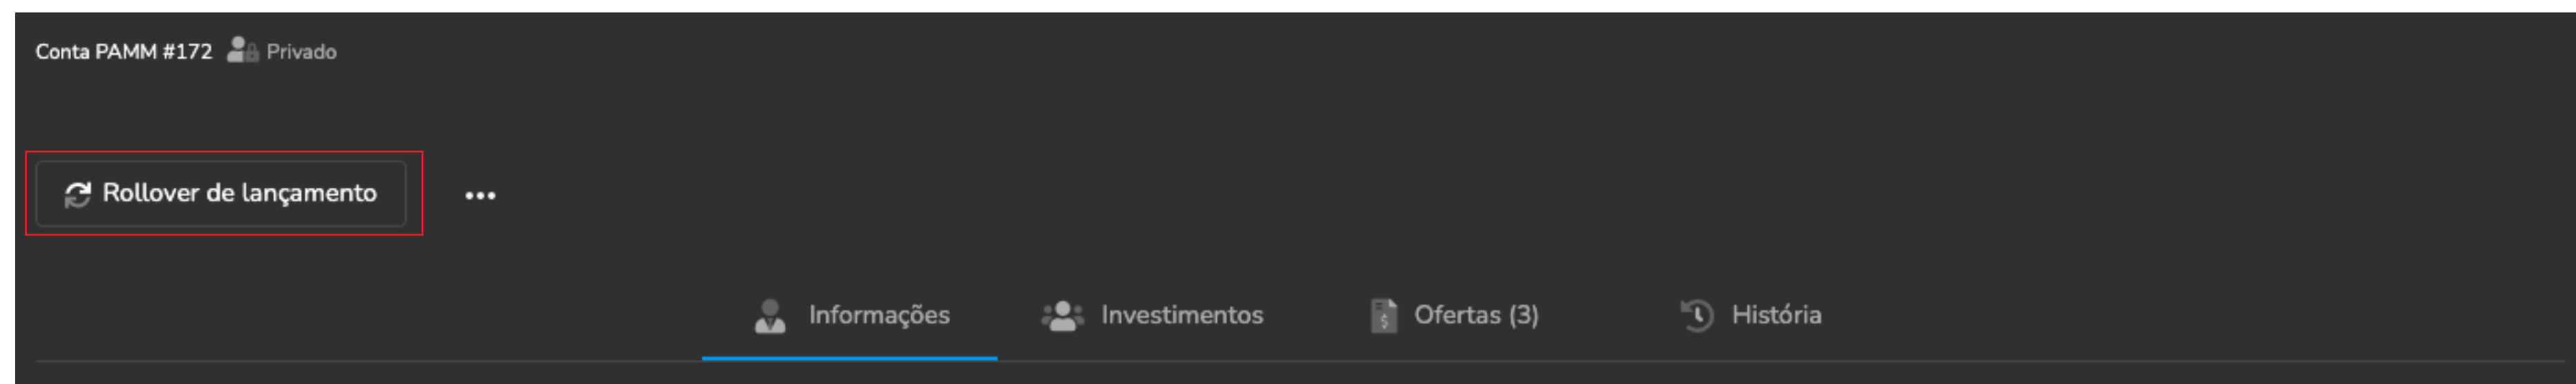 Conta PAMM #172 Privado
Rollover de lançamento
Informações Investimentos Ofertas (3) História